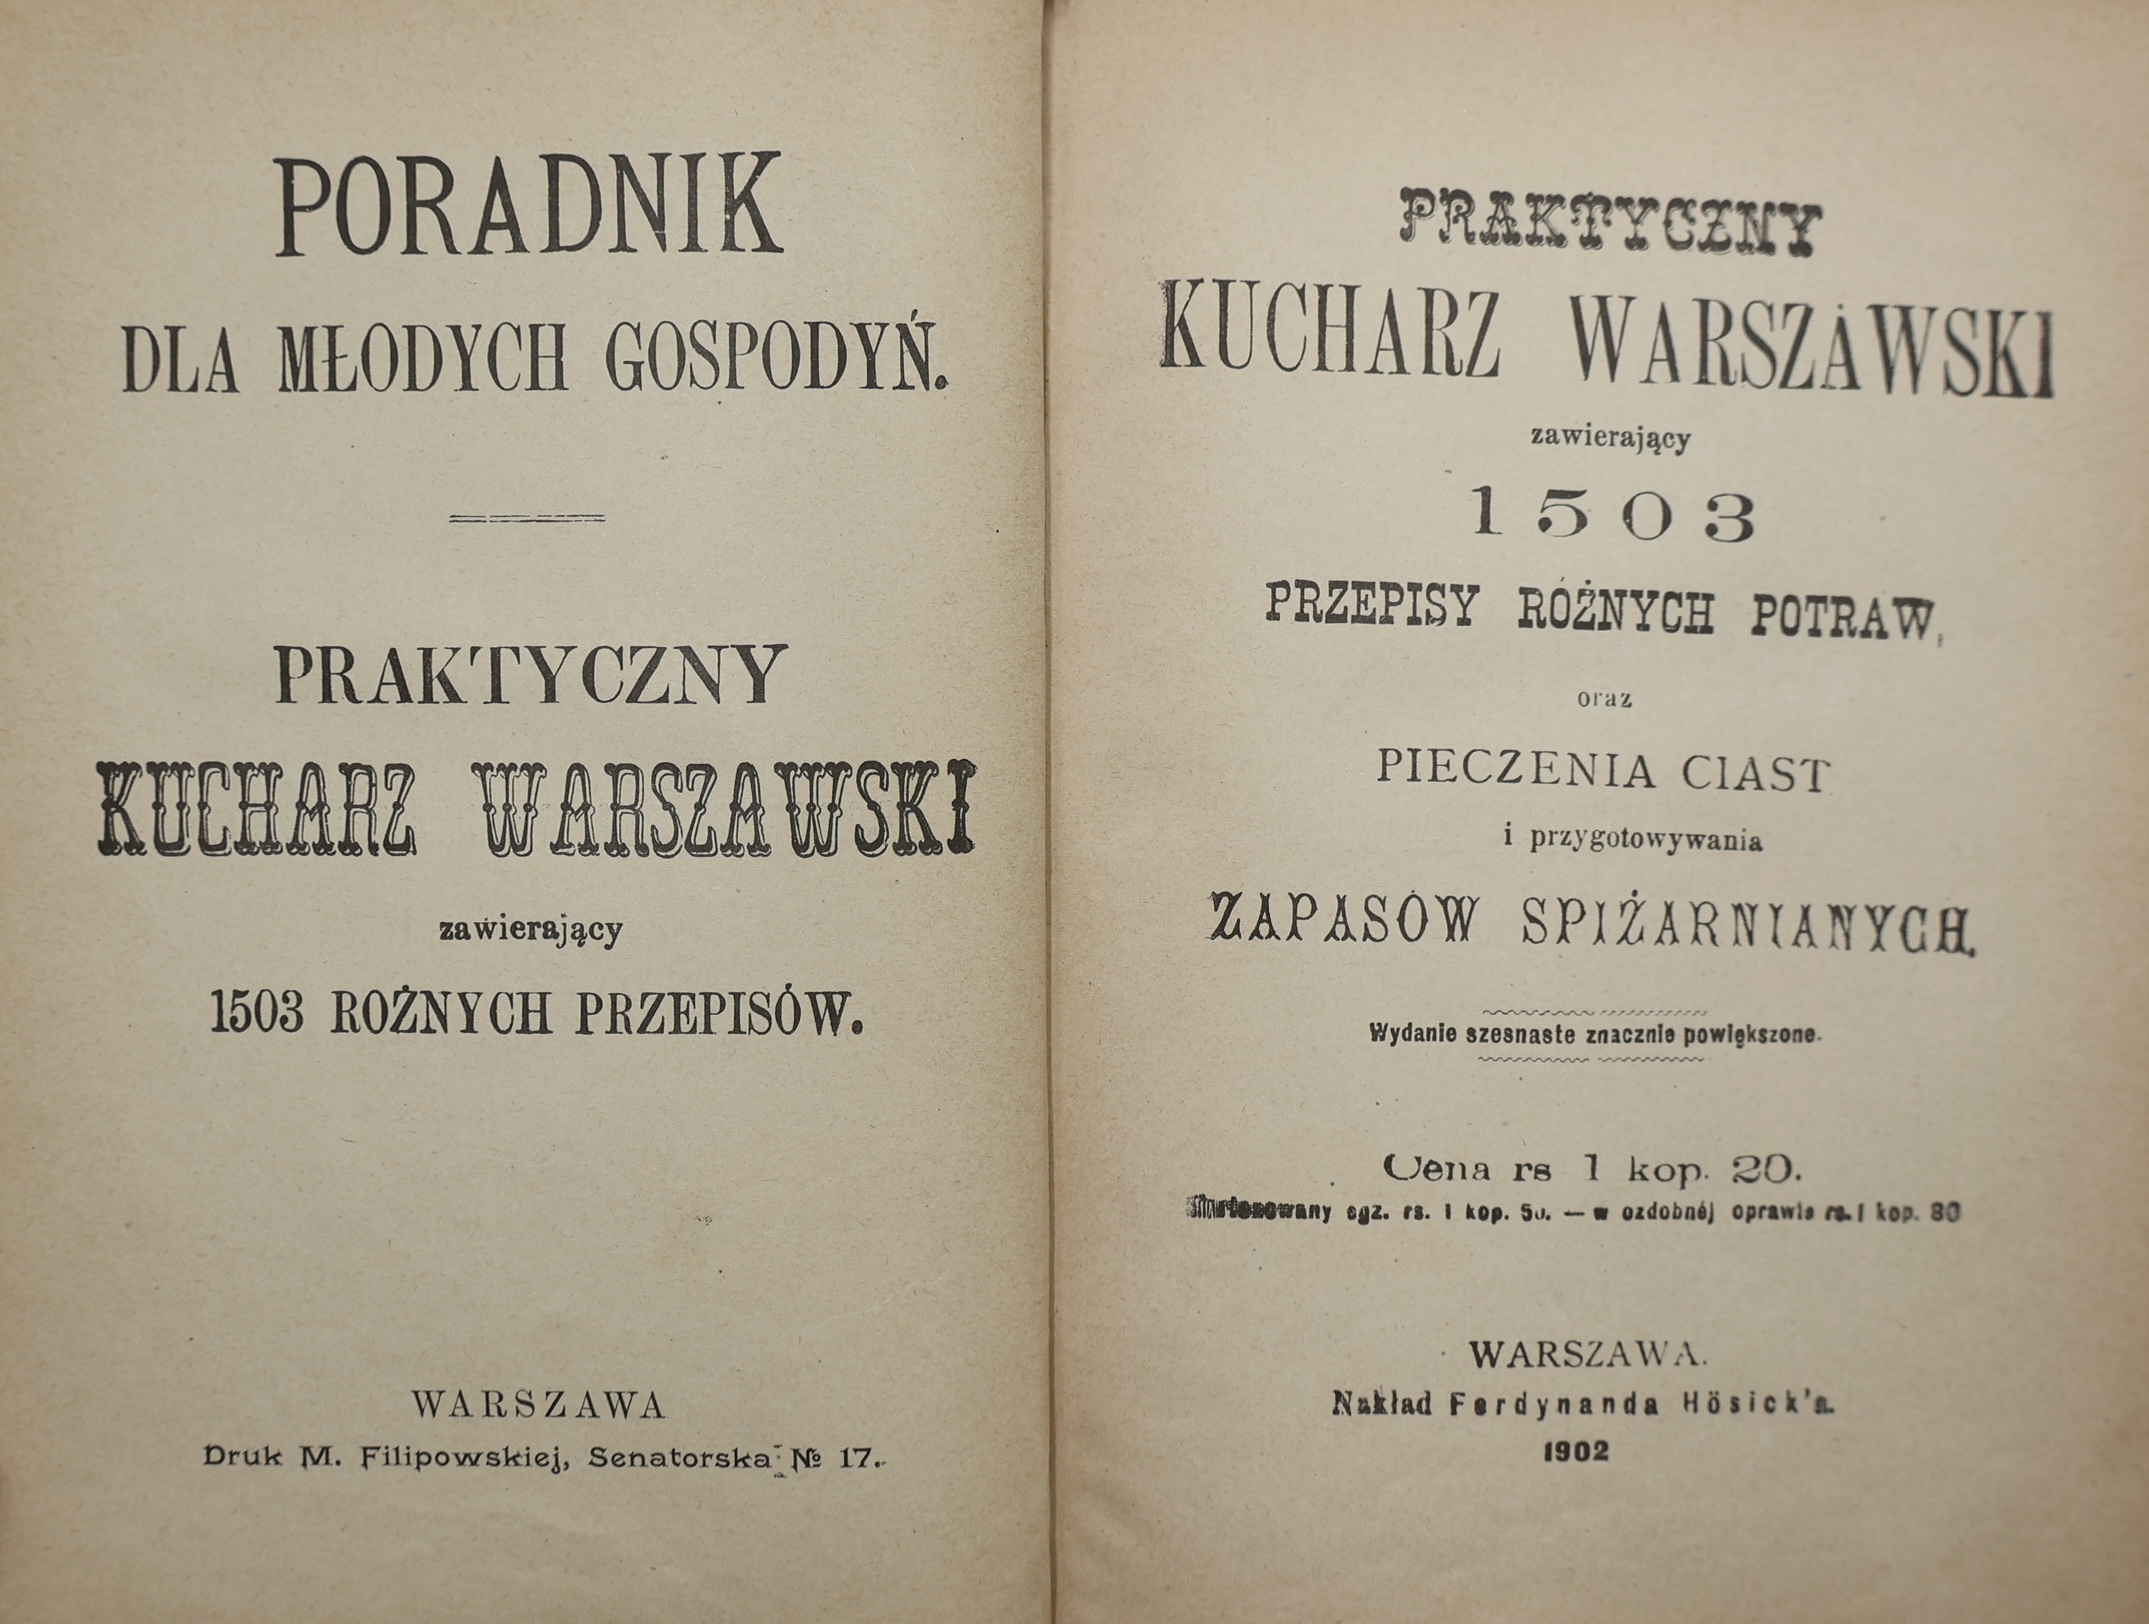 PORADNIK
DLA MŁODYCH GOSPODYŃ.
PRAKTYCZNY
KUCHARZ WARSZAWSKI
zawierający
1503 ROŻNYCH PRZEPISÓW.
WARSZAWA
Druk M. Filipowskiej, Senatorska № 17.
PRAKTYCZNY
KUCHARZ WARSZAWSKI
zawierający
1503
PRZEPISY RÓŻNYCH POTRAW,
oraz
PIECZENIA CIAST
i przygotowywania
ZAPASÓW SPIŻARNIANYCH.
Wydanie szesnaste znacznie powiększone.
Cena rs 1 kop. 20.
egz. rs. 1 kop. 50. — w ozdobnéj oprawie rs. 1 kop. 80
WARSZAWA.
Nakład Ferdynanda Hösick'a.
1902